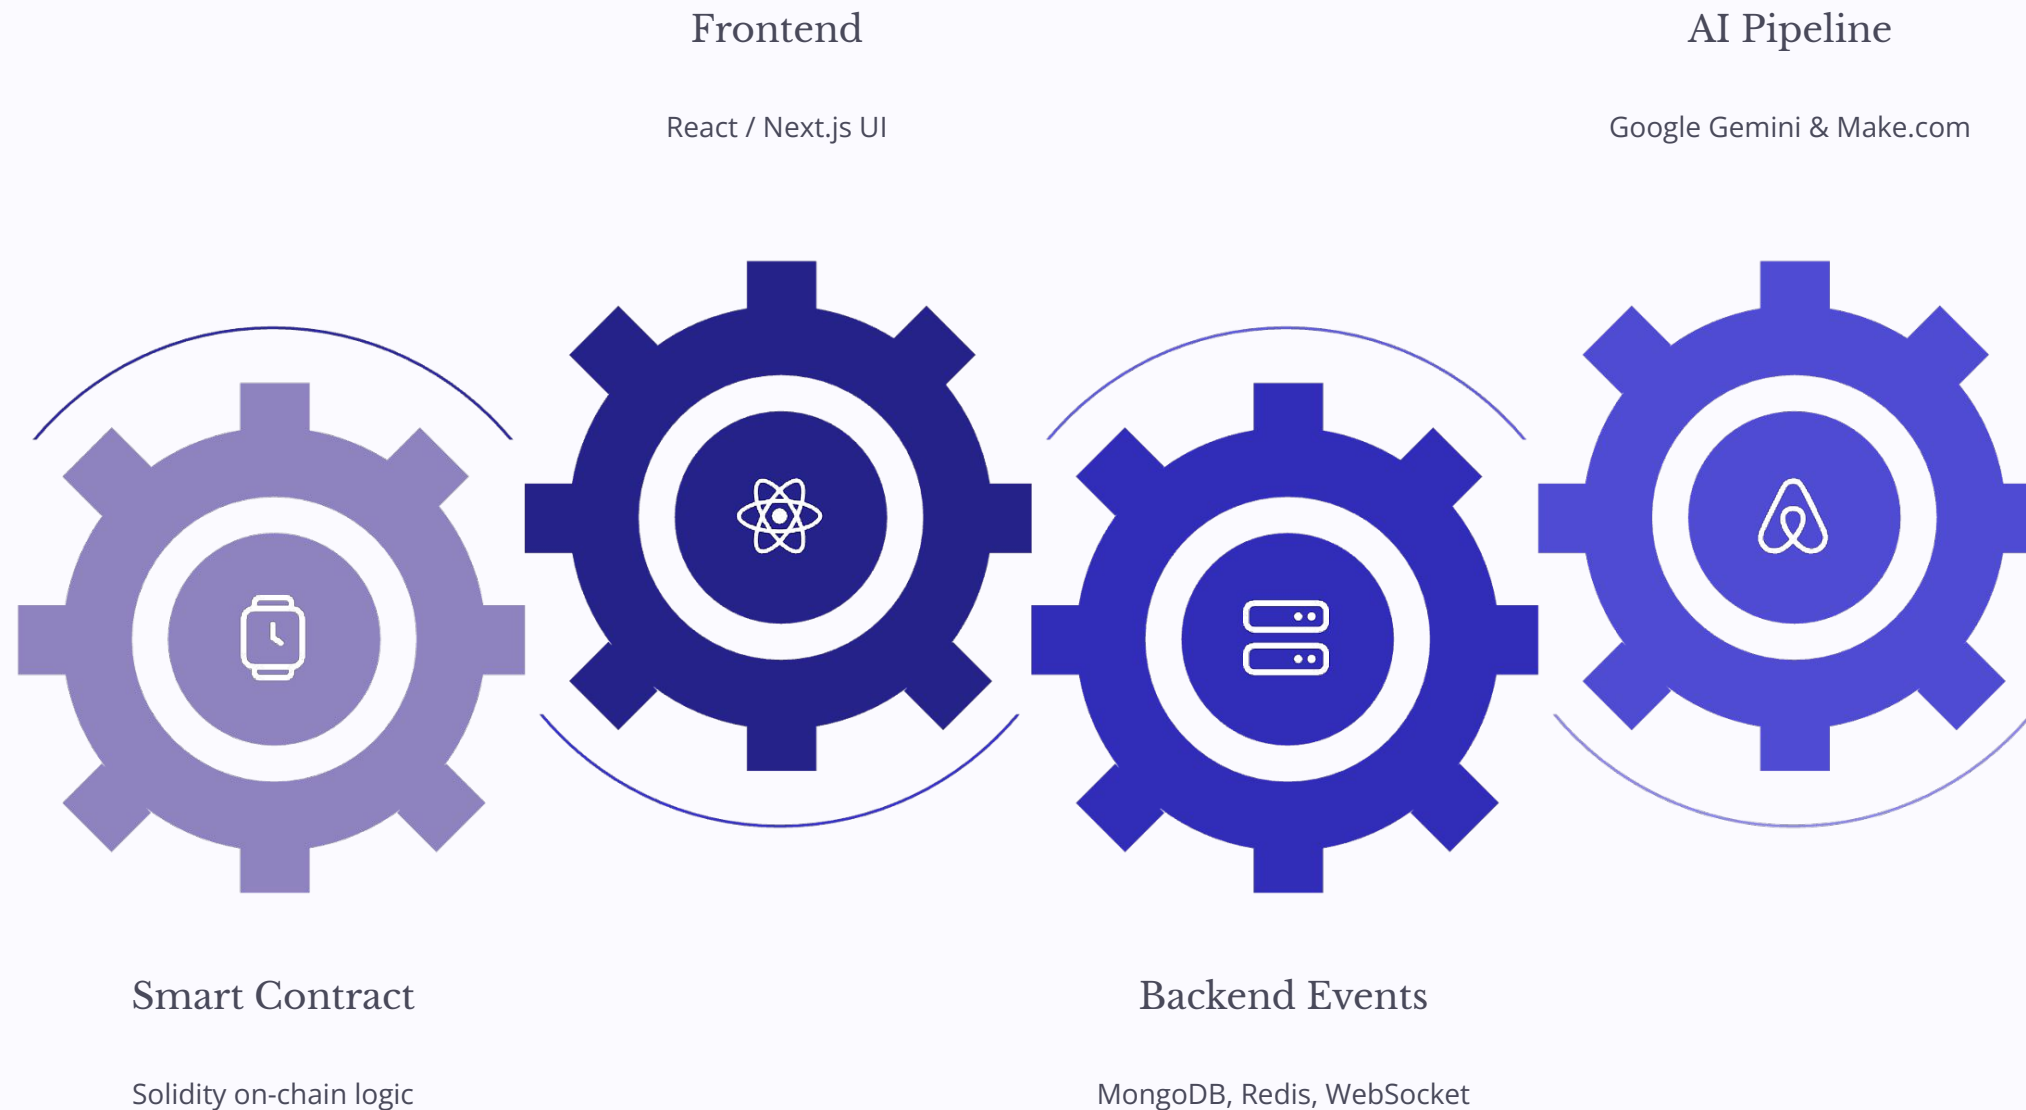 Frontend
React / Next.js UI
AI Pipeline
Google Gemini & Make.com
Smart Contract
Solidity on-chain logic
Backend Events
MongoDB, Redis, WebSocket